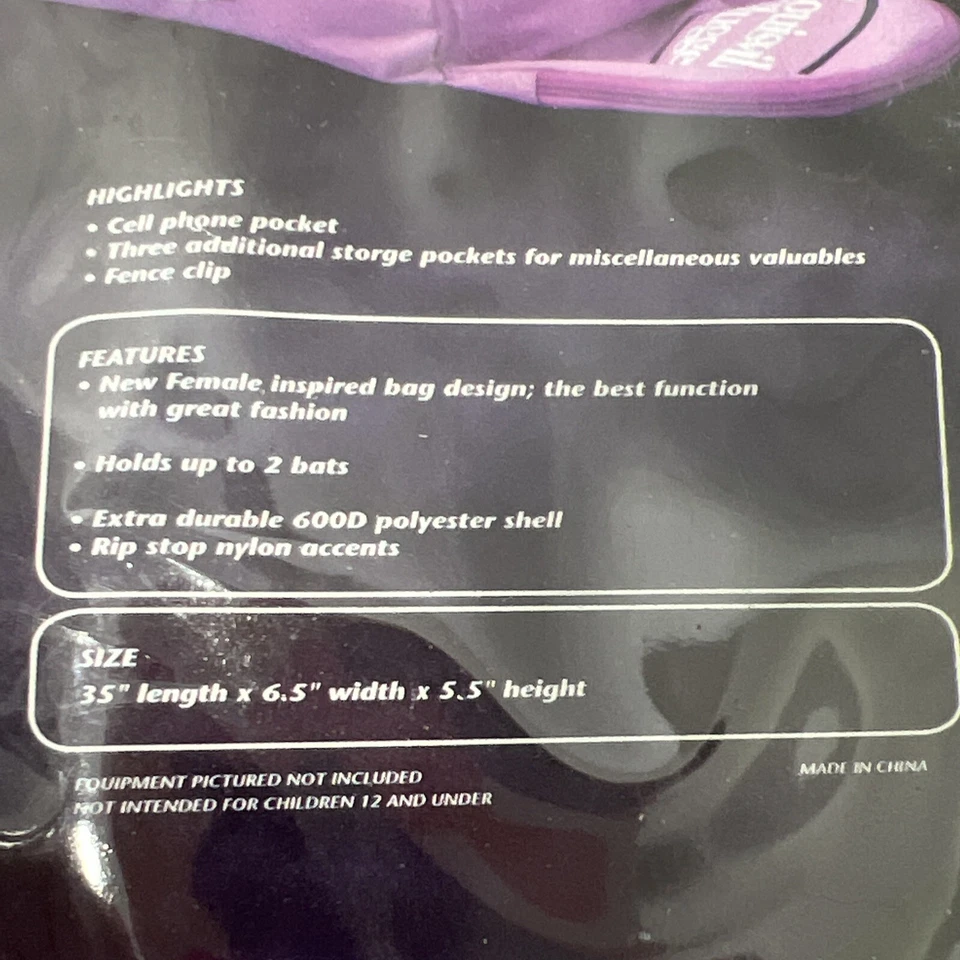 HIGHLIGHTS
• Cell phone pocket
• Three additional storge pockets for miscellaneous valuables
• Fence clip
FEATURES
• New Female inspired bag design; the best function
with great fashion
• Holds up to 2 bats
• Extra durable 600D polyester shell
• Rip stop nylon accents
SIZE
35" length x 6.5" width x 5.5" height
EQUIPMENT PICTURED NOT INCLUDED
NOT INTENDED FOR CHILDREN 12 AND UNDER
MADE IN CHINA